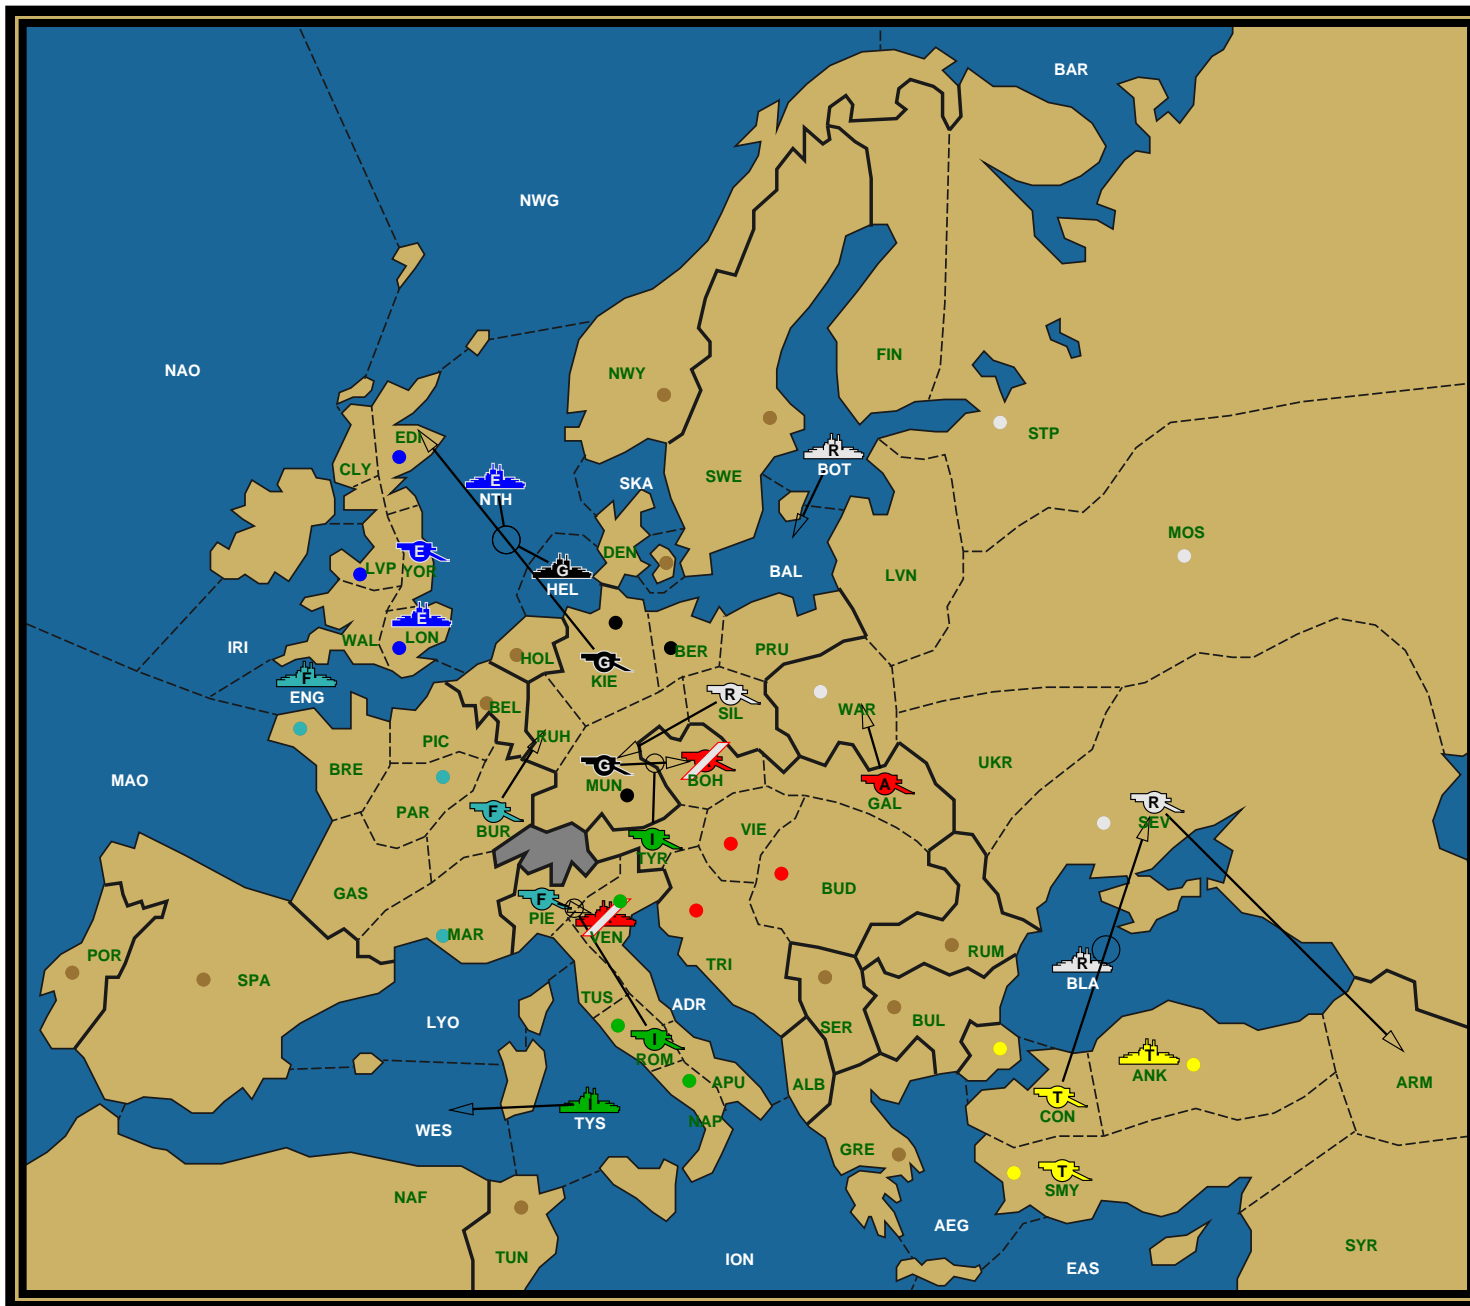 BAR
NWG
NAO
FIN
NWY
STP
EDI
R
BOT
CLY
E
NTH
SKA
SWE
MOS
E
YOR
LVP
DEN
G
HEL
BAL
LVN
E
LON
WAL
IRI
HOL
G
KIE
BER
PRU
F
ENG
R
SIL
WAR
BEL
RUH
PIC
BRE
MAO
G
MUN
BOH
A
GAL
UKR
R
SEV
F
BUR
PAR
I
TYR
VIE
BUD
GAS
F
PIE
VEN
MAR
POR
SPA
TRI
RUM
R
BLA
TUS
ADR
LYO
SER
BUL
I
ROM
T
ANK
APU
ALB
ARM
T
CON
I
TYS
WES
NAP
GRE
T
SMY
NAF
AEG
TUN
ION
EAS
SYR